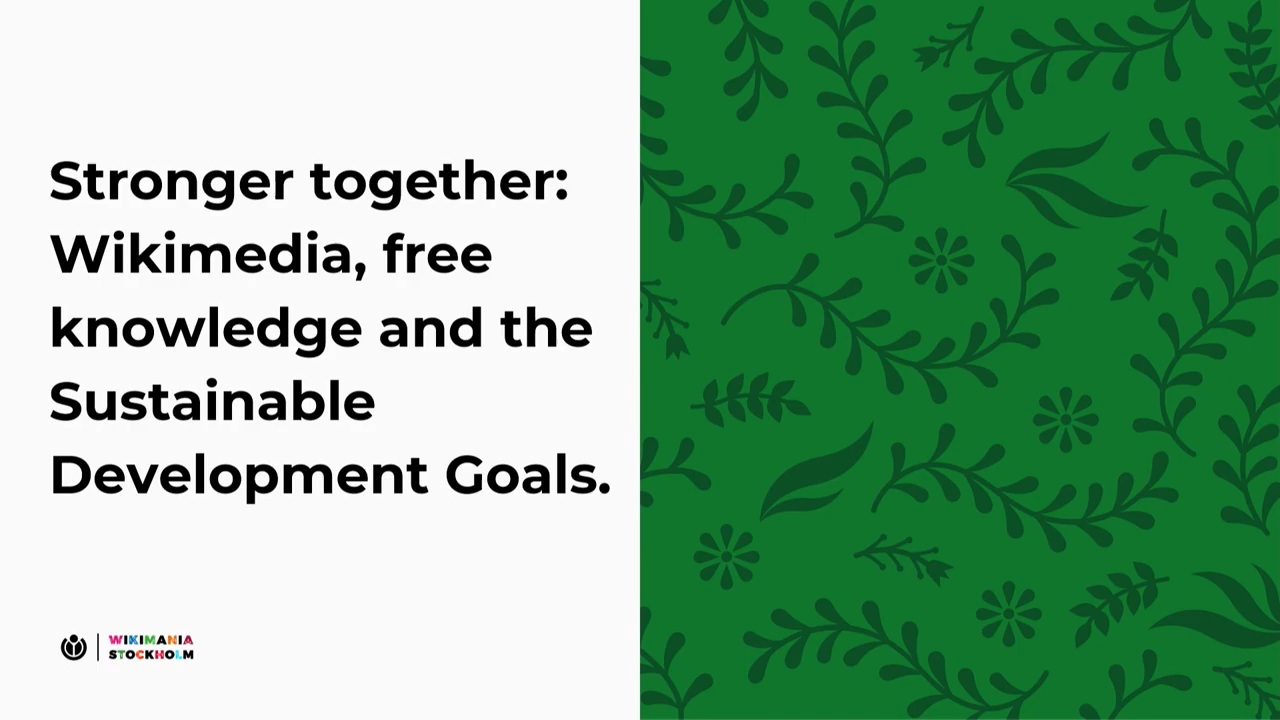 Stronger together:
Wikimedia, free
knowledge and the
Sustainable
Development Goals.
WIKIMANIA
STOCKHOLM